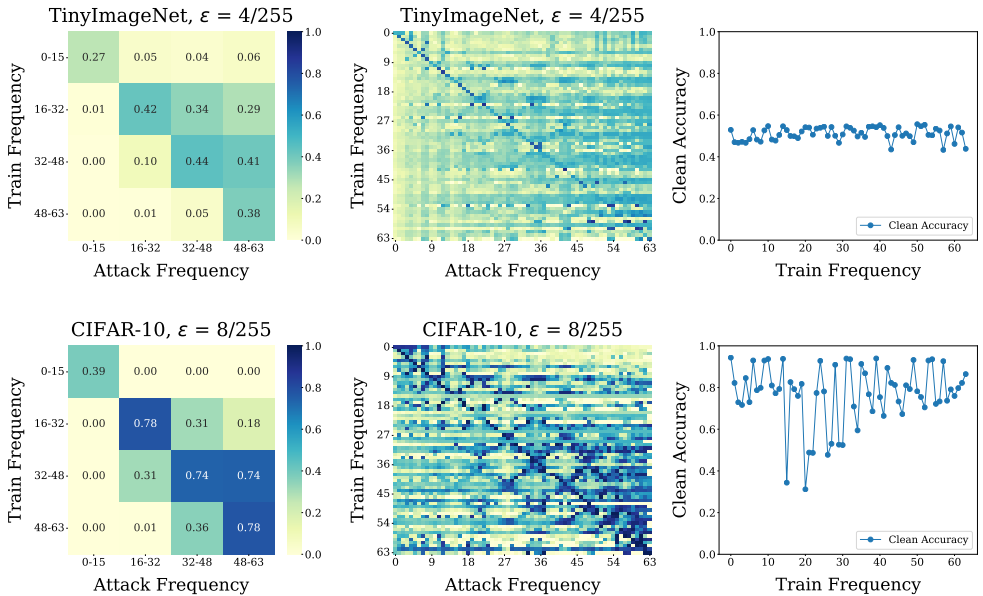 TinyImageNet, ε = 4/255
Train Frequency
0-15
16-32
32-48
48-63
0.27 0.05 0.04 0.06
0.01 0.42 0.34 0.29
0.00 0.10 0.44 0.41
0.00 0.01 0.05 0.38
0-15 16-32 32-48 48-63
Attack Frequency
1.0
0.8
0.6
0.4
0.2
0.0
TinyImageNet, ε = 4/255
Train Frequency
0
9
18
27
36
45
54
63
0 9 18 27 36 45 54 63
Attack Frequency
Clean Accuracy
1.0
0.8
0.6
0.4
0.2
0.0
Clean Accuracy
0 10 20 30 40 50 60
Train Frequency
CIFAR-10, ε = 8/255
Train Frequency
0-15
16-32
32-48
48-63
0.39 0.00 0.00 0.00
0.00 0.78 0.31 0.18
0.00 0.31 0.74 0.74
0.00 0.01 0.36 0.78
0-15 16-32 32-48 48-63
Attack Frequency
1.0
0.8
0.6
0.4
0.2
0.0
CIFAR-10, ε = 8/255
Train Frequency
0
9
18
27
36
45
54
63
0 9 18 27 36 45 54 63
Attack Frequency
Clean Accuracy
1.0
0.8
0.6
0.4
0.2
0.0
Clean Accuracy
0 10 20 30 40 50 60
Train Frequency